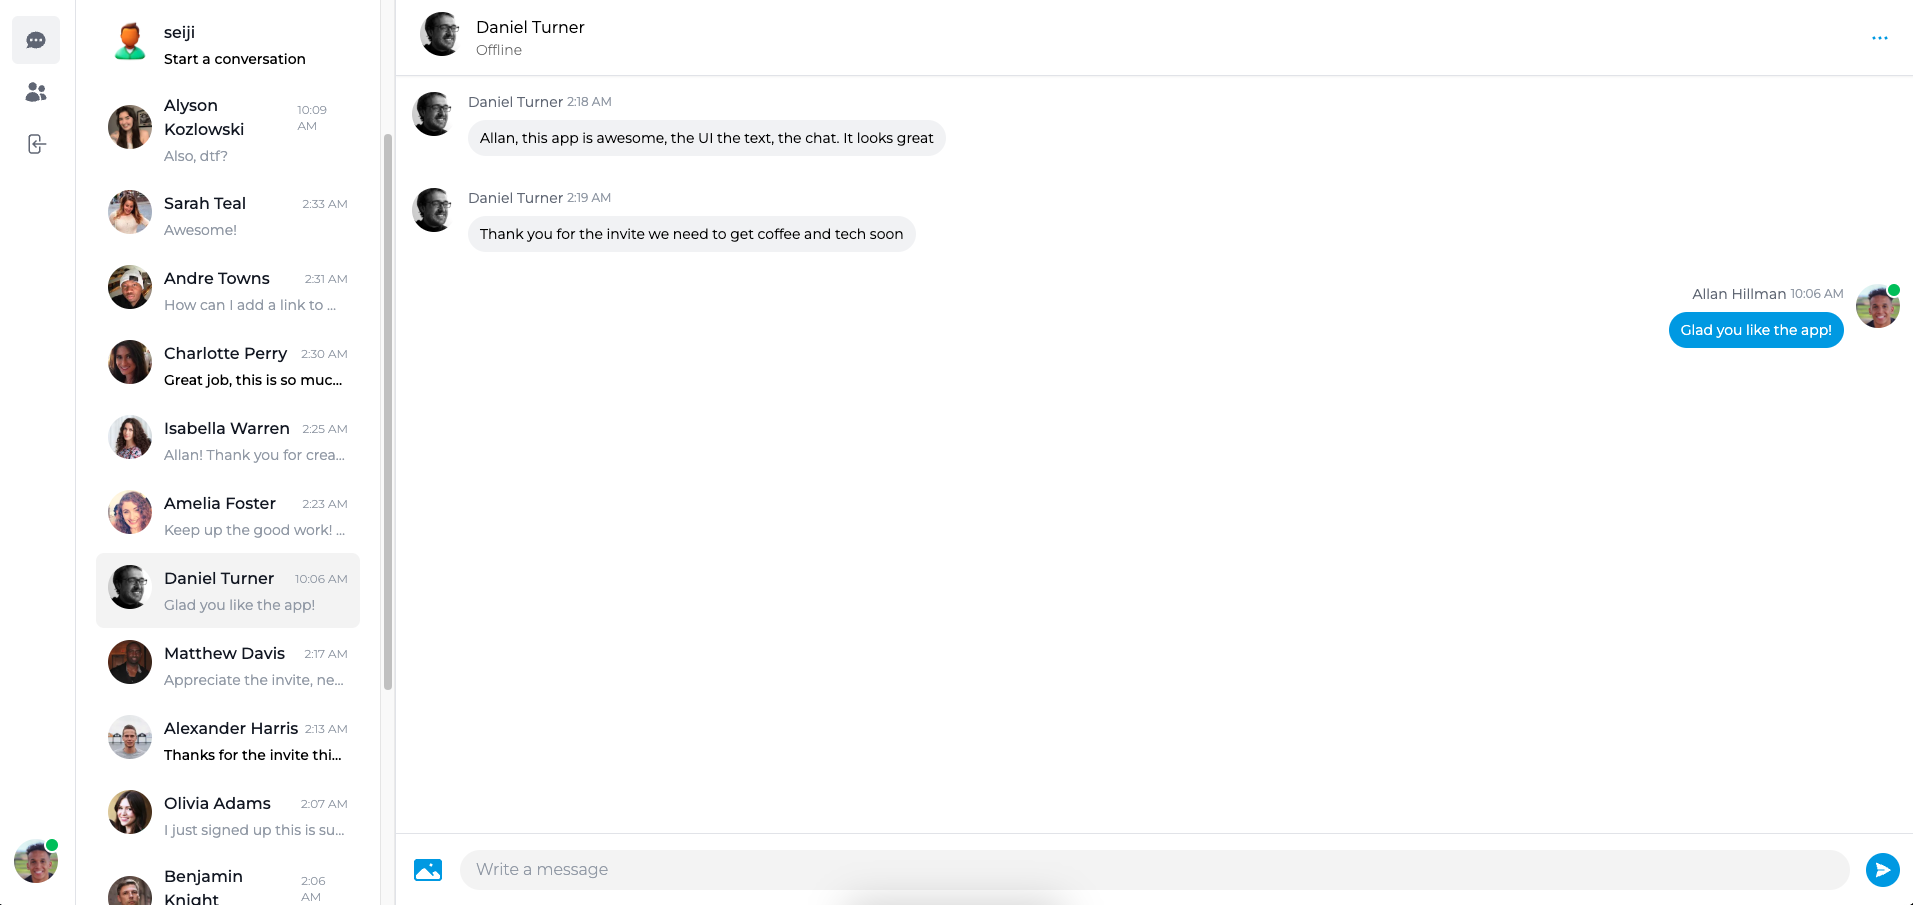 seiji
Start a conversation
Alyson
Kozlowski
10:09
AM
Also, dtf?
Sarah Teal 2:33 AM
Awesome!
Andre Towns 2:31 AM
How can I add a link to ...
Charlotte Perry 2:30 AM
Great job, this is so muc...
Isabella Warren 2:25 AM
Allan! Thank you for crea...
Amelia Foster 2:23 AM
Keep up the good work! ...
Daniel Turner 10:06 AM
Glad you like the app!
Matthew Davis 2:17 AM
Appreciate the invite, ne...
Alexander Harris 2:13 AM
Thanks for the invite thi...
Olivia Adams 2:07 AM
I just signed up this is su...
Benjamin
Knight
2:06
AM
Daniel Turner
Offline
Daniel Turner 2:18 AM
Allan, this app is awesome, the UI the text, the chat. It looks great
Daniel Turner 2:19 AM
Thank you for the invite we need to get coffee and tech soon
Allan Hillman 10:06 AM
Glad you like the app!
Write a message